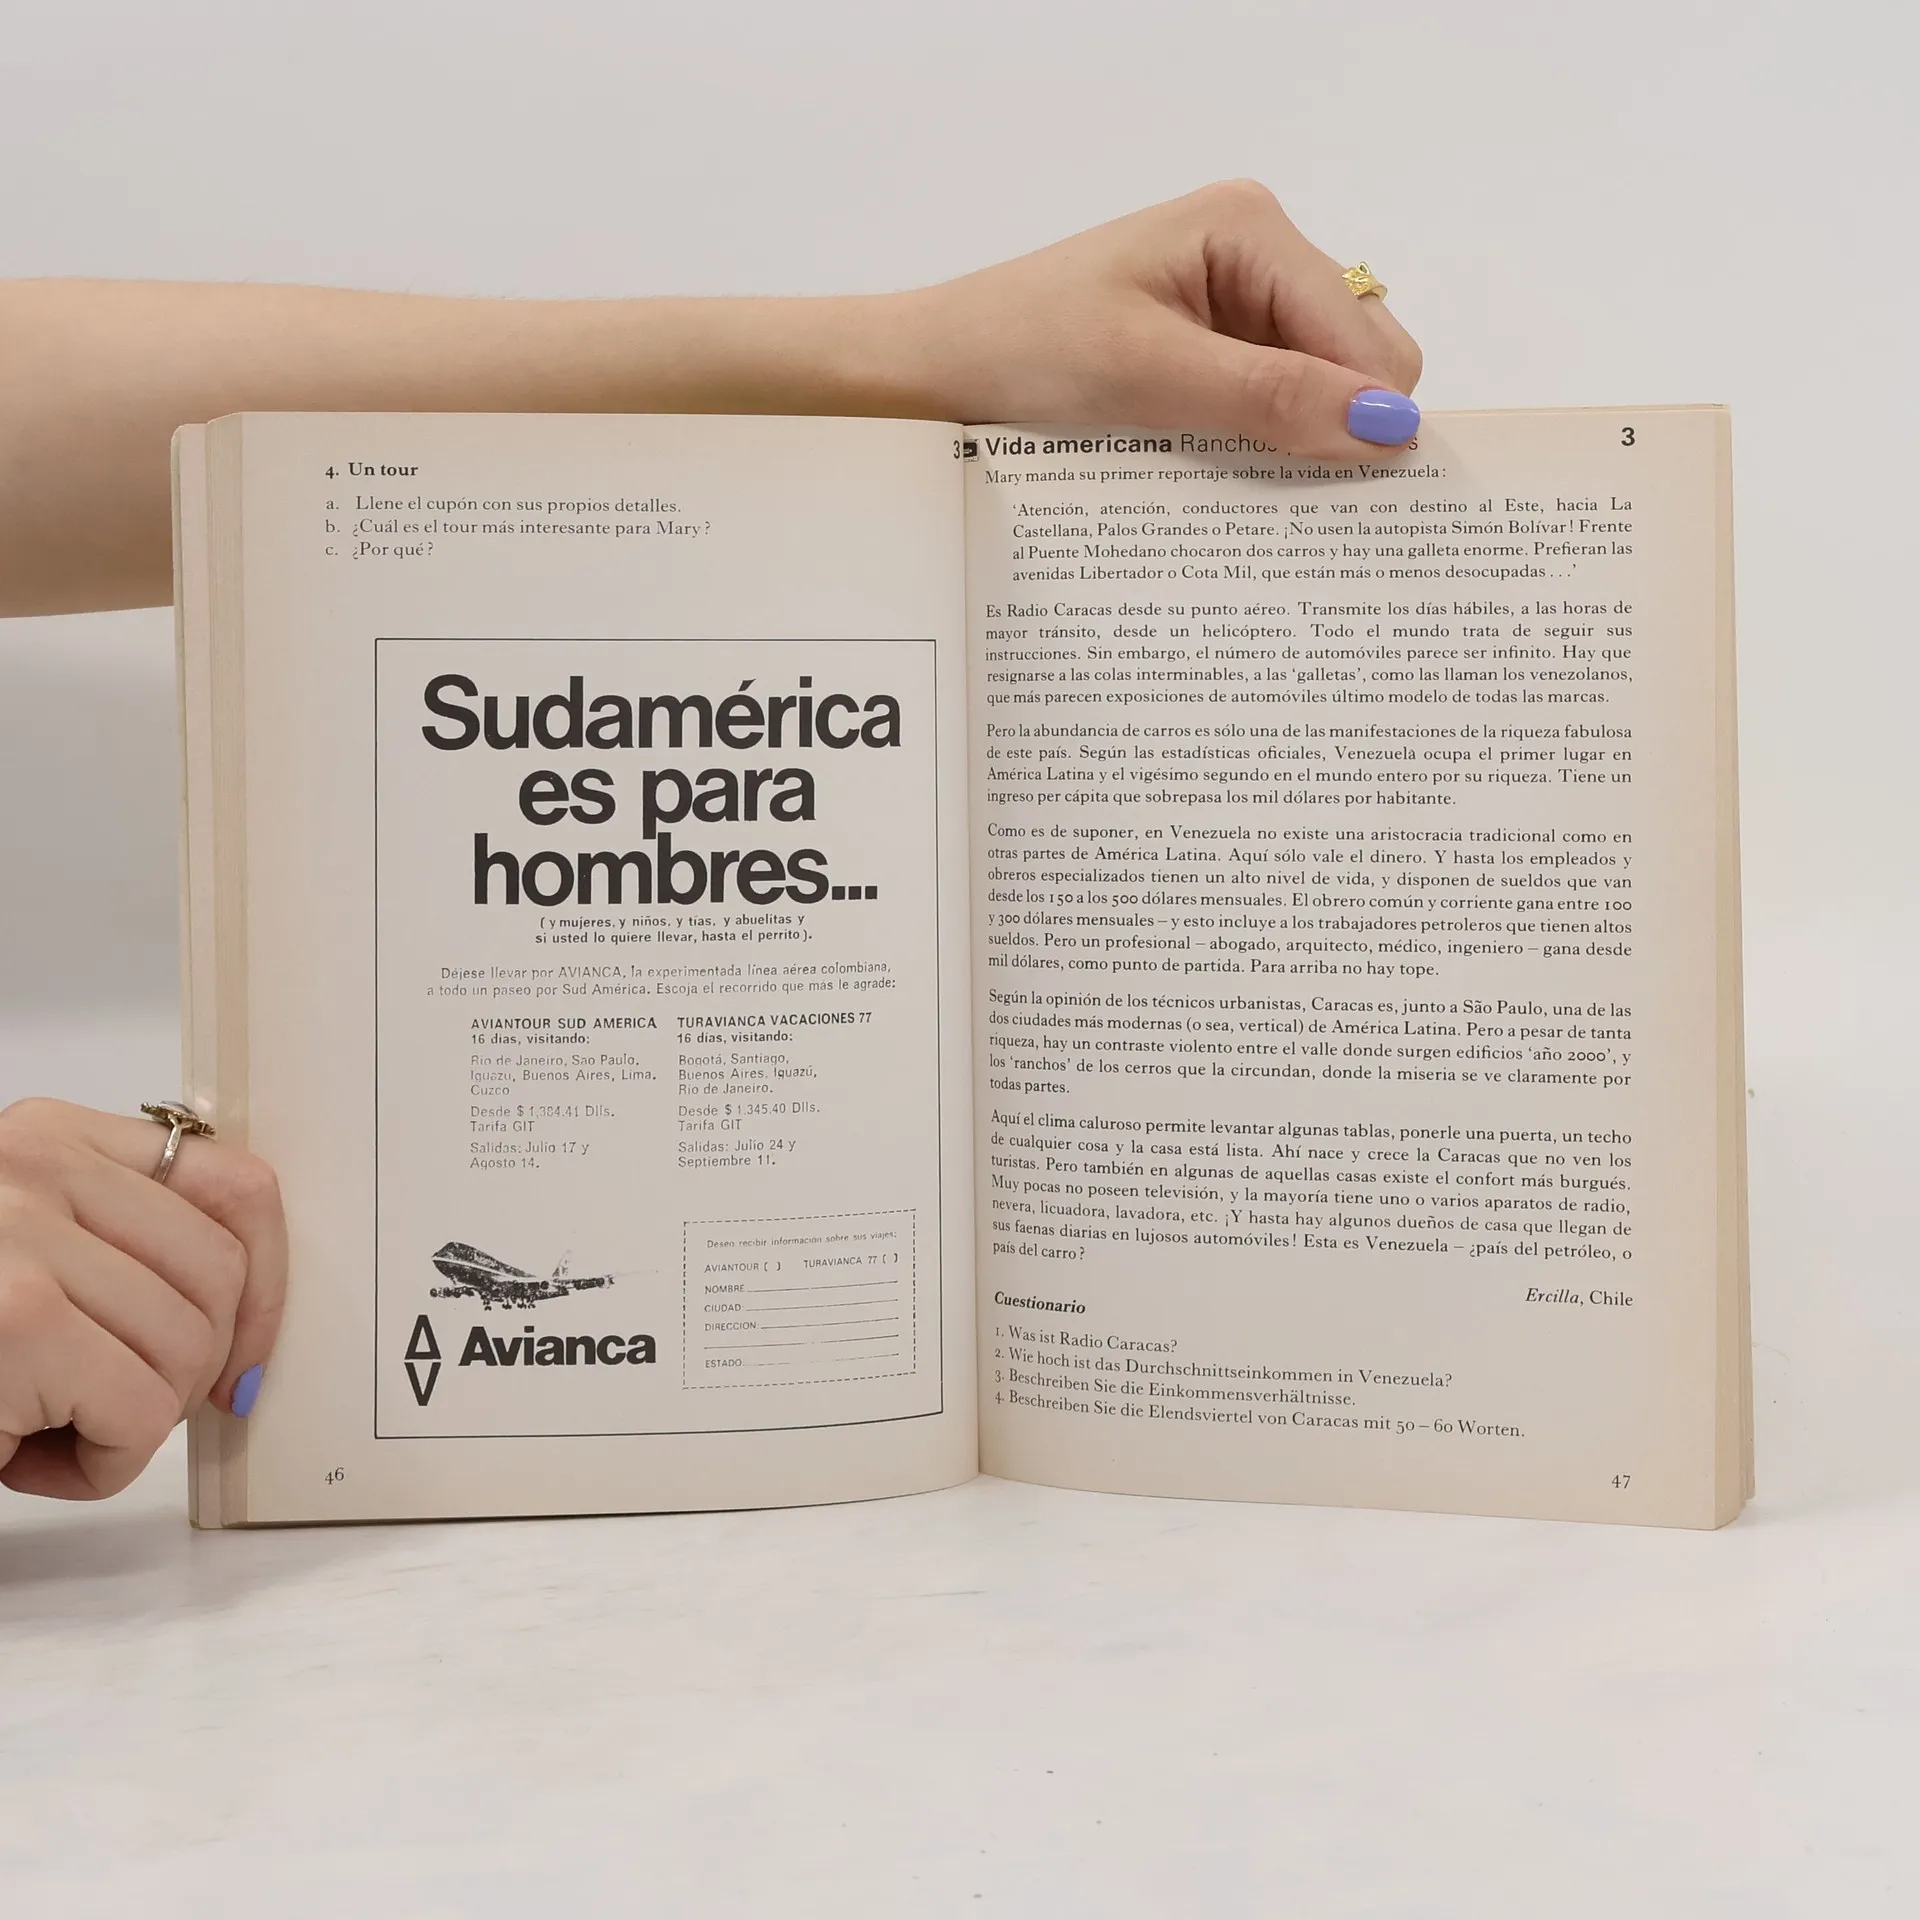 4. Un tour
a. Llene el cupón con sus propios detalles.
b. ¿Cuál es el tour más interesante para Mary?
c. ¿Por qué?
Sudamérica
es para
hombres...
( y mujeres, y niños, y tías, y abuelitas y
si usted lo quiere llevar, hasta el perrito ).
Déjese llevar por AVIANCA, la experimentada línea aérea colombiana,
a todo un paseo por Sud América. Escoja el recorrido que más le agrade:
AVIANTOUR SUD AMERICA
16 días, visitando:
Rio de Janeiro, Sao Paulo,
Iguazu, Buenos Aires, Lima,
Cuzco
Desde $ 1,384.41 Dlls.
Tarifa GIT
Salidas: Julio 17 y
Agosto 14.
TURAVIANCA VACACIONES 77
16 días, visitando:
Bogotá, Santiago,
Buenos Aires, Iguazú,
Río de Janeiro.
Desde $ 1.345.40 Dlls.
Tarifa GIT
Salidas: Julio 24 y
Septiembre 11.
Avianca
Deseo recibir información sobre sus viajes:
AVIANTOUR ( ) TURAVIANCA 77 ( )
NOMBRE
CIUDAD:
DIRECCION:
ESTADO
46
3 Vida americana 3
Mary manda su primer reportaje sobre la vida en Venezuela:
‘Atención, atención, conductores que van con destino al Este, hacia La
Castellana, Palos Grandes o Petare. ¡No usen la autopista Simón Bolívar! Frente
al Puente Mohedano chocaron dos carros y hay una galleta enorme. Prefieran las
avenidas Libertador o Cota Mil, que están más o menos desocupadas . . .’
Es Radio Caracas desde su punto aéreo. Transmite los días hábiles, a las horas de
mayor tránsito, desde un helicóptero. Todo el mundo trata de seguir sus
instrucciones. Sin embargo, el número de automóviles parece ser infinito. Hay que
resignarse a las colas interminables, a las ‘galletas’, como las llaman los venezolanos,
que más parecen exposiciones de automóviles último modelo de todas las marcas.
Pero la abundancia de carros es sólo una de las manifestaciones de la riqueza fabulosa
de este país. Según las estadísticas oficiales, Venezuela ocupa el primer lugar en
América Latina y el vigésimo segundo en el mundo entero por su riqueza. Tiene un
ingreso per cápita que sobrepasa los mil dólares por habitante.
Como es de suponer, en Venezuela no existe una aristocracia tradicional como en
otras partes de América Latina. Aquí sólo vale el dinero. Y hasta los empleados y
obreros especializados tienen un alto nivel de vida, y disponen de sueldos que van
desde los 150 a los 500 dólares mensuales. El obrero común y corriente gana entre 100
y 300 dólares mensuales – y esto incluye a los trabajadores petroleros que tienen altos
sueldos. Pero un profesional – abogado, arquitecto, médico, ingeniero – gana desde
mil dólares, como punto de partida. Para arriba no hay tope.
Según la opinión de los técnicos urbanistas, Caracas es, junto a São Paulo, una de las
dos ciudades más modernas (o sea, vertical) de América Latina. Pero a pesar de tanta
riqueza, hay un contraste violento entre el valle donde surgen edificios ‘año 2000’, y
los ‘ranchos’ de los cerros que la circundan, donde la miseria se ve claramente por
todas partes.
Aquí el clima caluroso permite levantar algunas tablas, ponerle una puerta, un techo
de cualquier cosa y la casa está lista. Ahí nace y crece la Caracas que no ven los
turistas. Pero también en algunas de aquellas casas existe el confort más burgués.
Muy pocas no poseen televisión, y la mayoría tiene uno o varios aparatos de radio,
nevera, licuadora, lavadora, etc. ¡Y hasta hay algunos dueños de casa que llegan de
sus faenas diarias en lujosos automóviles! Esta es Venezuela – ¿país del petróleo, o
país del carro?
Ercilla, Chile
Cuestionario
1. Was ist Radio Caracas?
2. Wie hoch ist das Durchschnittseinkommen in Venezuela?
3. Beschreiben Sie die Einkommensverhältnisse.
4. Beschreiben Sie die Elendsviertel von Caracas mit 50 – 60 Worten.
47